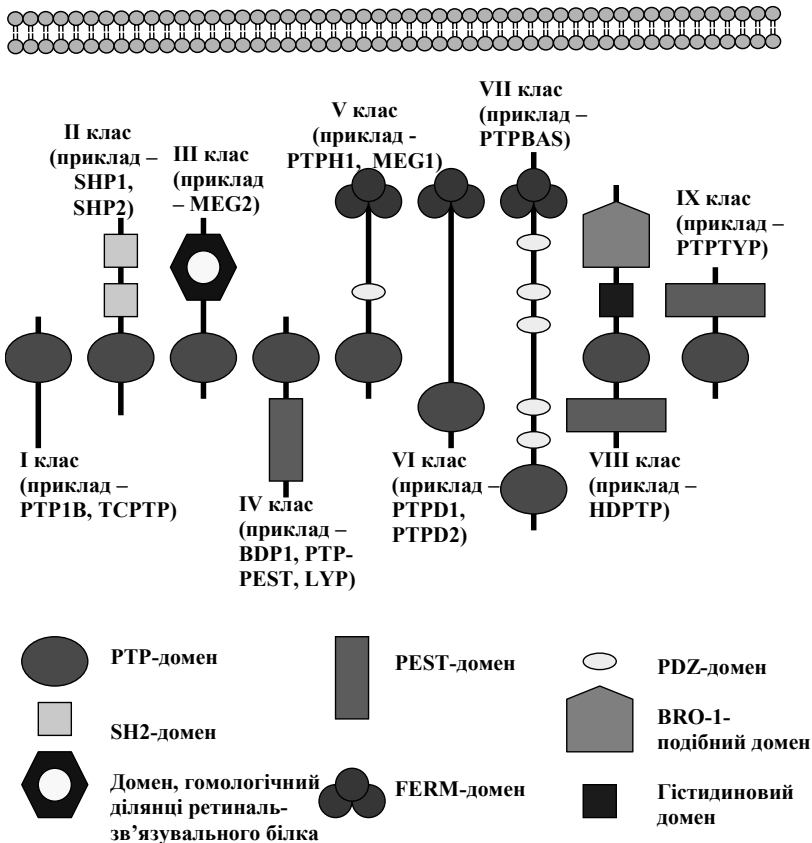 VII клас
(приклад –
PTPBAS)
V клас
(приклад -
PTPH1, MEG1)
II клас
(приклад –
SHP1,
SHP2)
III клас
(приклад
– MEG2)
IX клас
(приклад –
PTPTYP)
I клас
(приклад –
PTP1B, TCPTP)
IV клас
(приклад –
BDP1, PTP-
PEST, LYP)
VI клас
(приклад –
PTPD1,
PTPD2)
VIII клас
(приклад –
HDPTP)
PTP-домен
PEST-домен
PDZ-домен
SH2-домен
BRO-1-
подібний домен
Домен, гомологічний
ділянці ретиналь-
зв'язувального білка
FERM-домен
Гістидиновий
домен